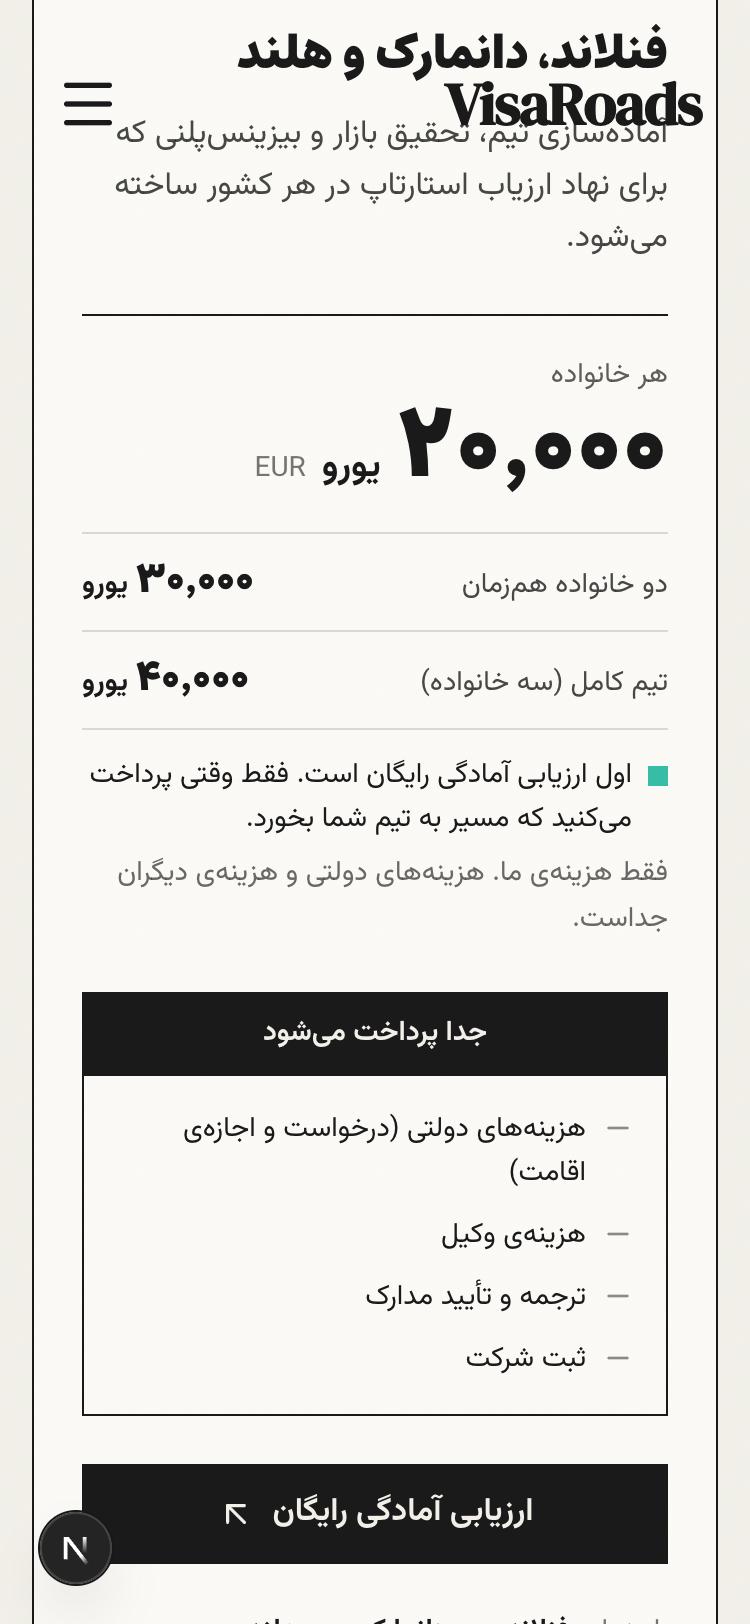 فنلاند، دانمارک و هلند
VisaRoads
آماده‌سازی تیم، تحقیق بازار و بیزینس‌پلنی که
برای نهاد ارزیاب استارتاپ در هر کشور ساخته
می‌شود.
هر خانواده
۲۰,۰۰۰ یورو EUR
دو خانواده هم‌زمان ۳۰,۰۰۰ یورو
تیم کامل (سه خانواده) ۴۰,۰۰۰ یورو
اول ارزیابی آمادگی رایگان است. فقط وقتی پرداخت
می‌کنید که مسیر به تیم شما بخورد.
فقط هزینه‌ی ما. هزینه‌های دولتی و هزینه‌ی دیگران
جداست.
جدا پرداخت می‌شود
— هزینه‌های دولتی (درخواست و اجازه‌ی
اقامت)
— هزینه‌ی وکیل
— ترجمه و تأیید مدارک
— ثبت شرکت
ارزیابی آمادگی رایگان
N